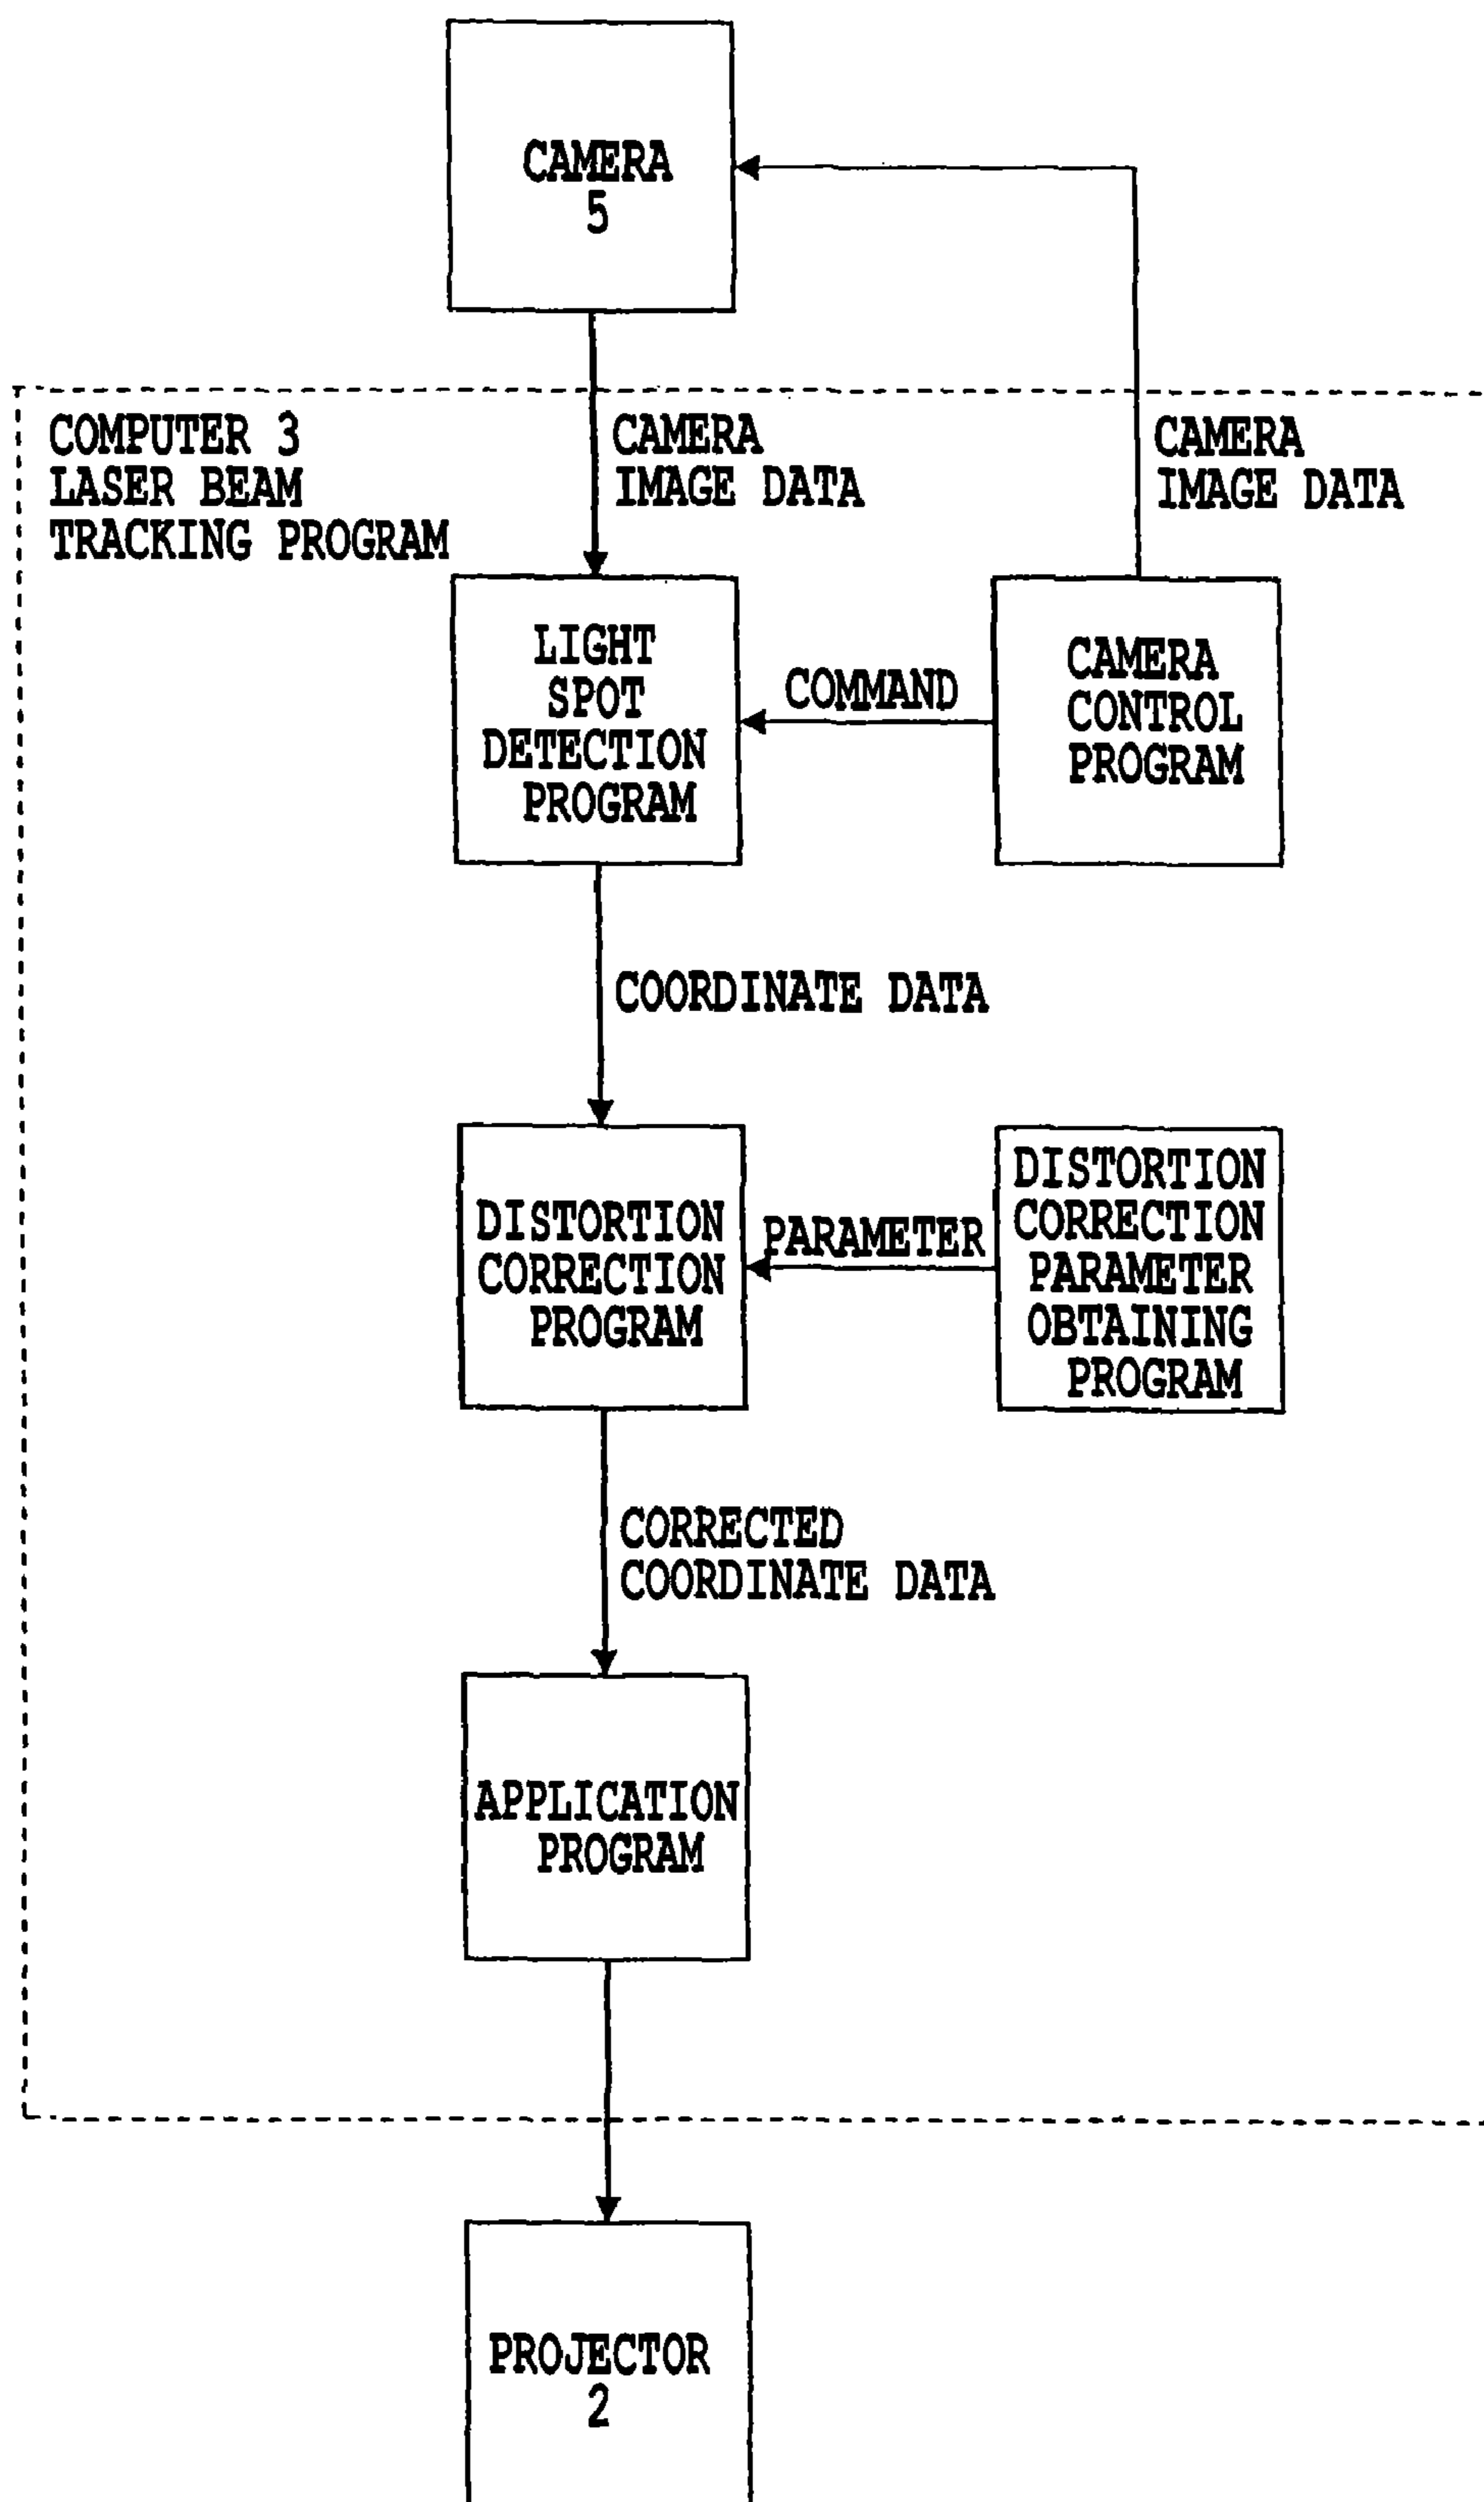 CAMERA
5
COMPUTER 3
LASER BEAM
TRACKING PROGRAM
CAMERA
IMAGE DATA
CAMERA
IMAGE DATA
LIGHT
SPOT
DETECTION
PROGRAM
COMMAND
CAMERA
CONTROL
PROGRAM
COORDINATE DATA
DISTORTION
CORRECTION
PROGRAM
PARAMETER
DISTORTION
CORRECTION
PARAMETER
OBTAINING
PROGRAM
CORRECTED
COORDINATE DATA
APPLICATION
PROGRAM
PROJECTOR
2